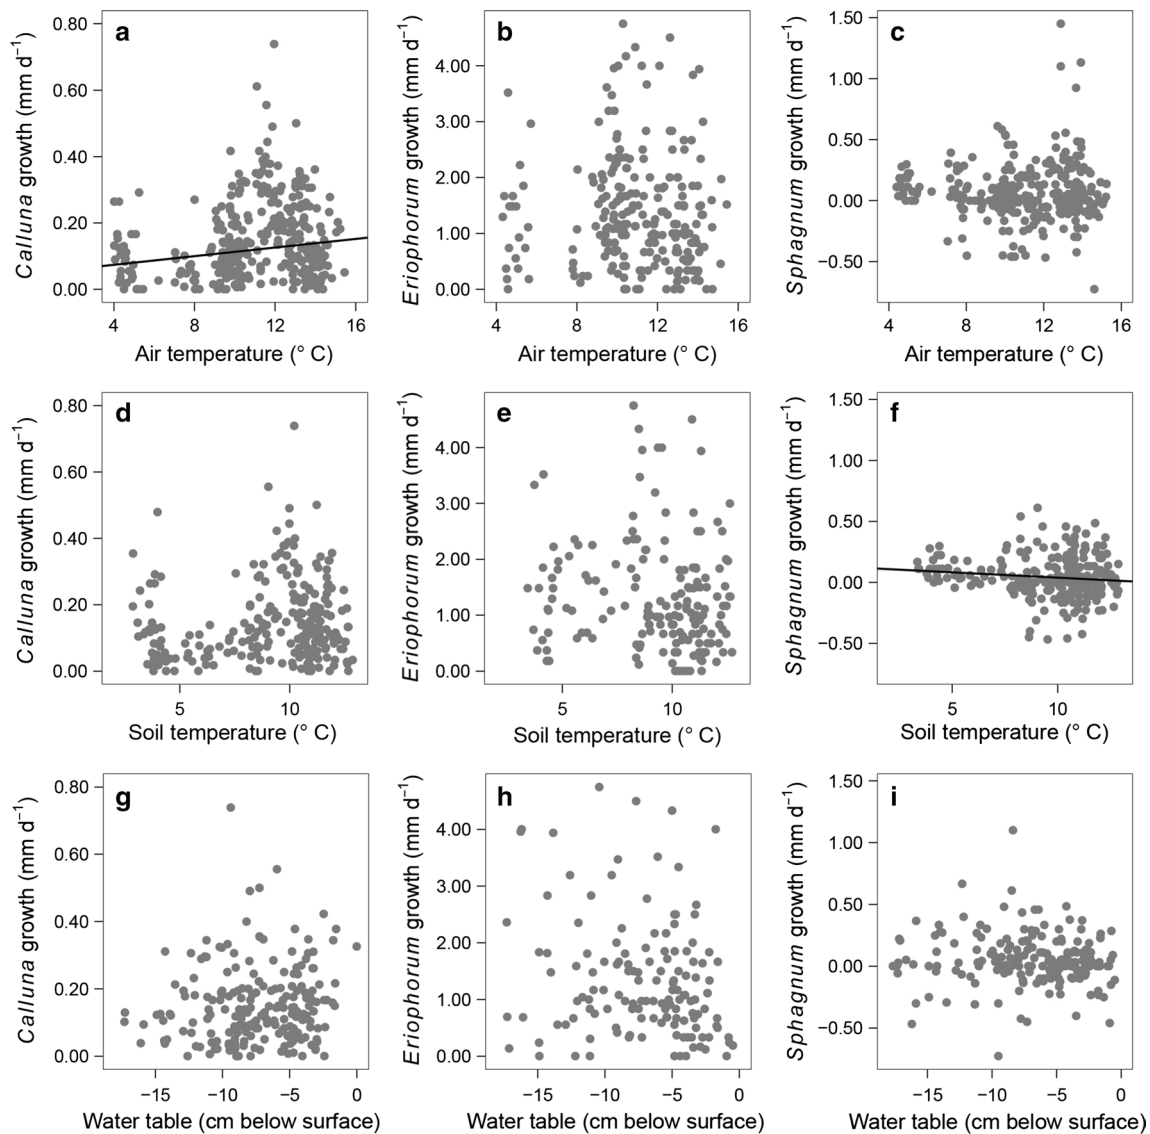 a
0.80
0.60
0.40
0.20
0.00
Calluna growth (mm d−1)
4 8 12 16
Air temperature (° C)
b
4.00
3.00
2.00
1.00
0.00
Eriophorum growth (mm d−1)
4 8 12 16
Air temperature (° C)
c
1.50
1.00
0.50
0.00
−0.50
Sphagnum growth (mm d−1)
4 8 12 16
Air temperature (° C)
d
0.80
0.60
0.40
0.20
0.00
Calluna growth (mm d−1)
5 10
Soil temperature (° C)
e
4.00
3.00
2.00
1.00
0.00
Eriophorum growth (mm d−1)
5 10
Soil temperature (° C)
f
1.50
1.00
0.50
0.00
−0.50
Sphagnum growth (mm d−1)
5 10
Soil temperature (° C)
g
0.80
0.60
0.40
0.20
0.00
Calluna growth (mm d−1)
−15 −10 −5 0
Water table (cm below surface)
h
4.00
3.00
2.00
1.00
0.00
Eriophorum growth (mm d−1)
−15 −10 −5 0
Water table (cm below surface)
i
1.50
1.00
0.50
0.00
−0.50
Sphagnum growth (mm d−1)
−15 −10 −5 0
Water table (cm below surface)